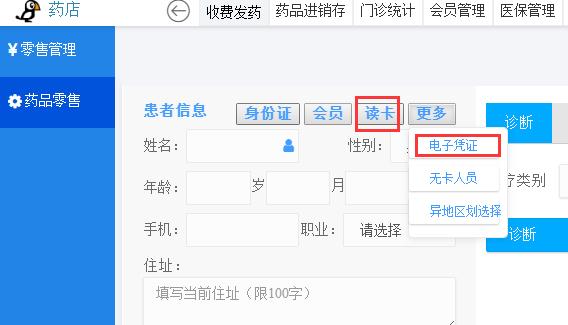 药店
收费发药 药品进销存 门诊统计 会员管理 医保管理
¥ 零售管理
药品零售
患者信息 身份证 会员 读卡 更多
诊断
姓名： 性别：
电子凭证
年龄： 岁 月
无卡人员
疗类别
异地区划选择
手机： 职业： 请选择
诊断
住址：
填写当前住址（限100字）